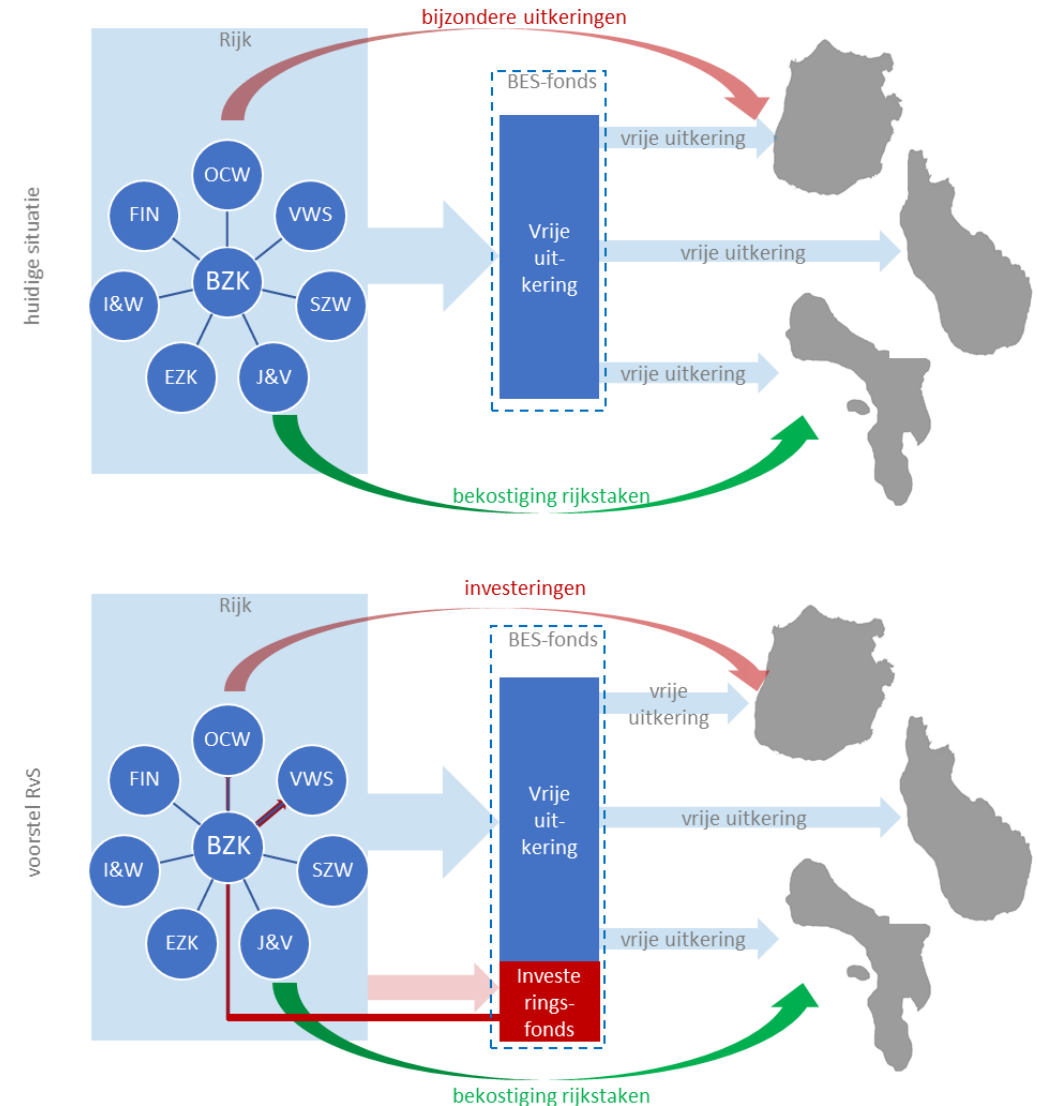 bijzondere uitkeringen
Rijk
BES-fonds
huidige situatie
OCW
FIN
VWS
BZK
I&W
SZW
EZK
J&V
Vrije
uit-
kering
vrije uitkering
vrije uitkering
vrije uitkering
bekostiging rijkstaken
investeringen
Rijk
BES-fonds
voorstel RvS
OCW
FIN
VWS
BZK
I&W
SZW
EZK
J&V
Vrije
uit-
kering
Investe
rings-
fonds
vrije
uitkering
vrije uitkering
vrije uitkering
bekostiging rijkstaken